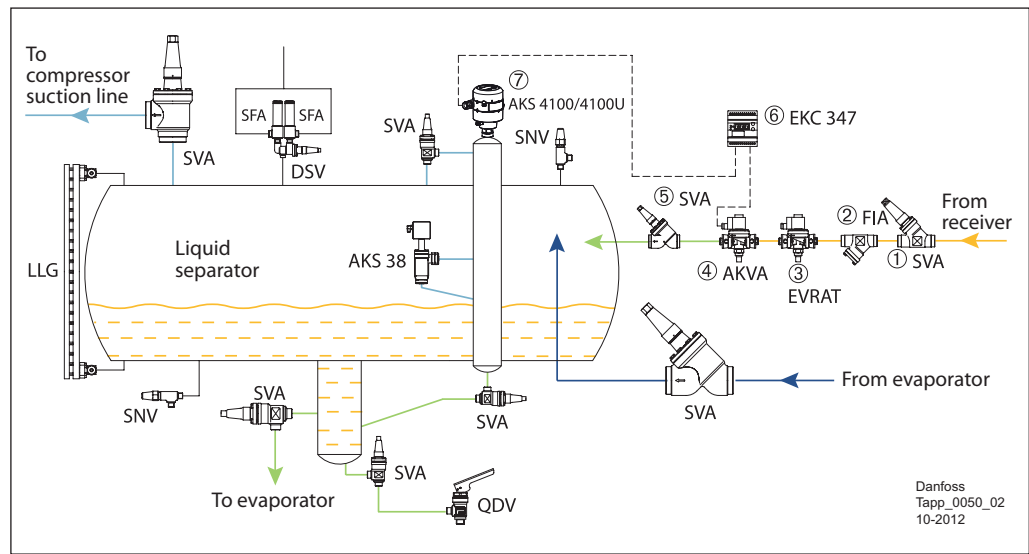 To
compressor
suction line
SVA
SFA SFA
DSV
SVA
⑦
AKS 4100/4100U
SNV
⑥ EKC 347
LLG
Liquid
separator
AKS 38
⑤ SVA
② FIA
From
receiver
① SVA
④ AKVA
③
EVRAT
From evaporator
SVA
SNV
SVA
SVA
To evaporator
SVA
QDV
Danfoss
Tapp_0050_02
10-2012